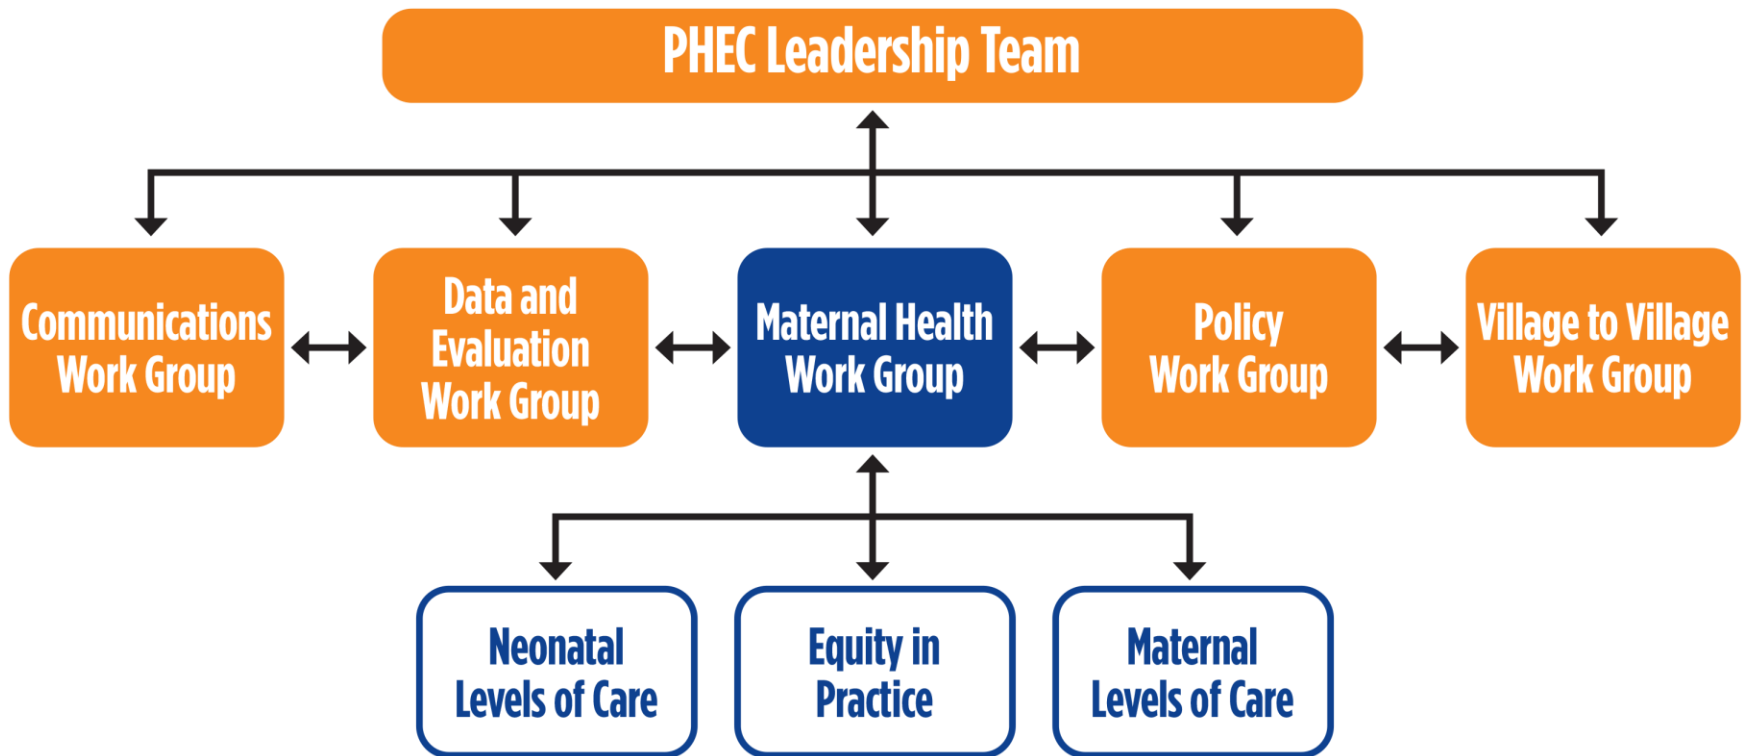 PHEC Leadership Team
Communications
Work Group
Data and
Evaluation
Work Group
Maternal Health
Work Group
Policy
Work Group
Village to Village
Work Group
Neonatal
Levels of Care
Equity in
Practice
Maternal
Levels of Care